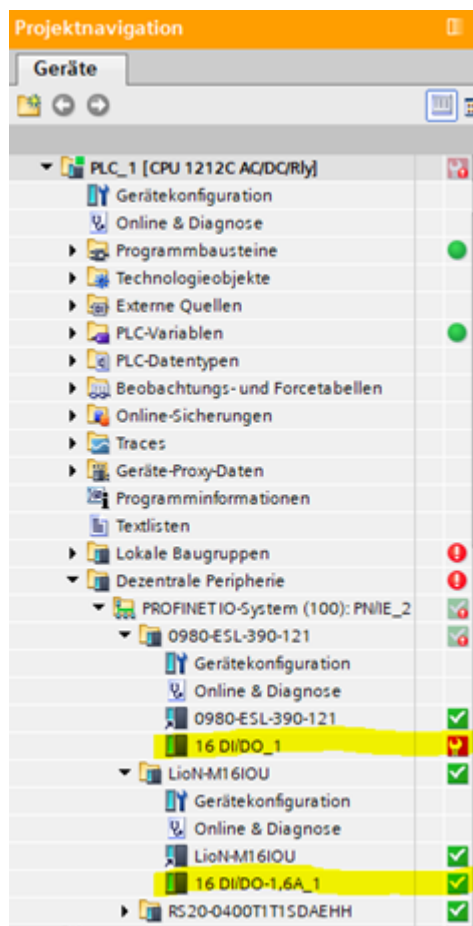 Projektnavigation
Geräte
PLC_1 [CPU 1212C AC/DC/Rly]
Gerätekonfiguration
Online & Diagnose
Programmbausteine
Technologieobjekte
Externe Quellen
PLC-Variablen
PLC-Datentypen
Beobachtungs- und Forcetabellen
Online-Sicherungen
Traces
Geräte-Proxy-Daten
Programminformationen
Textlisten
Lokale Baugruppen
Dezentrale Peripherie
PROFINET IO-System (100): PN/IE_2
0980-ESL-390-121
Gerätekonfiguration
Online & Diagnose
0980-ESL-390-121
16 DI/DO_1
LioN-M16IOU
Gerätekonfiguration
Online & Diagnose
LioN-M16IOU
16 DI/DO-1,6A_1
RS20-0400T1T1SDAEHH